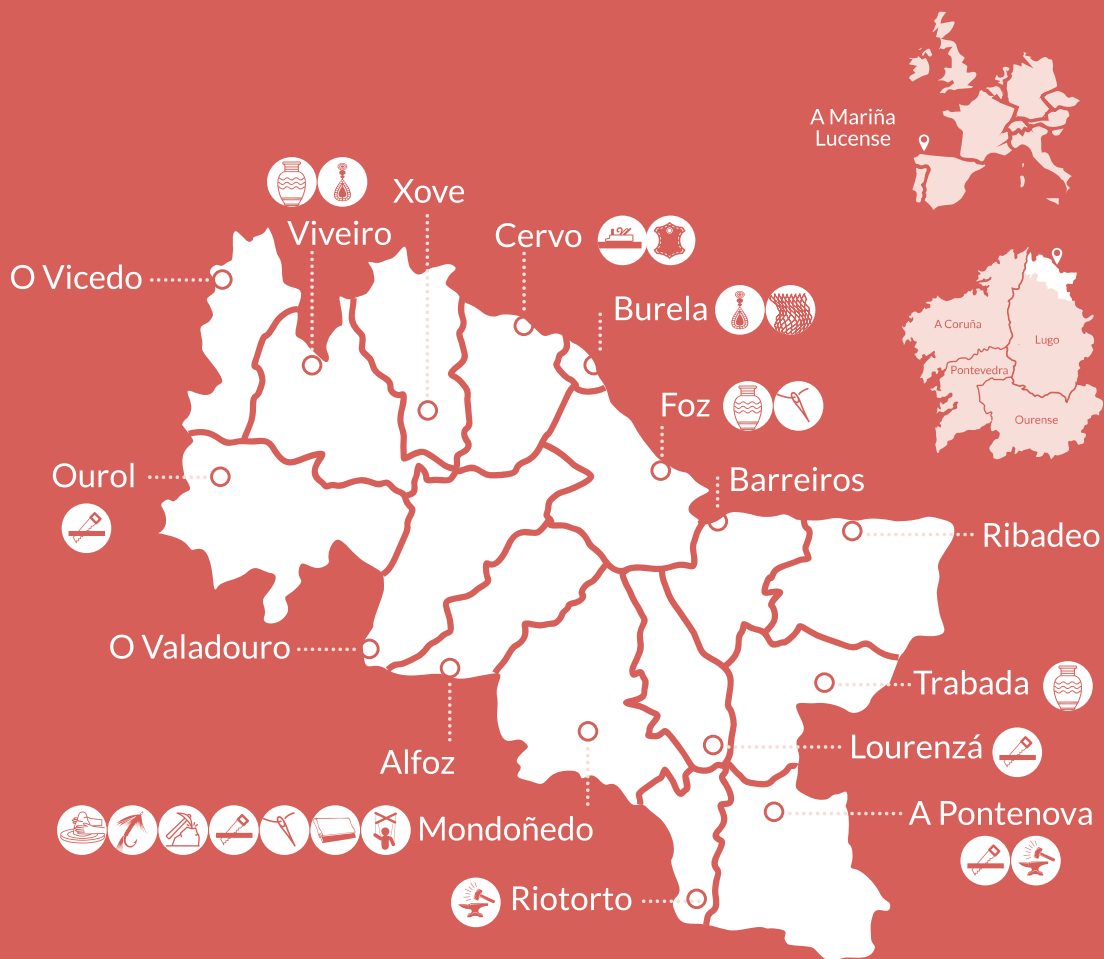 A Mariña
Lucense
Xove
Viveiro
Cervo
O Vicedo
Burela
A Coruña
Lugo
Pontevedra
Foz
Ourense
Ourol
Barreiros
Ribadeo
O Valadouro
Trabada
Lourenzá
Alfoz
A Pontenova
Mondoñedo
Riotorto